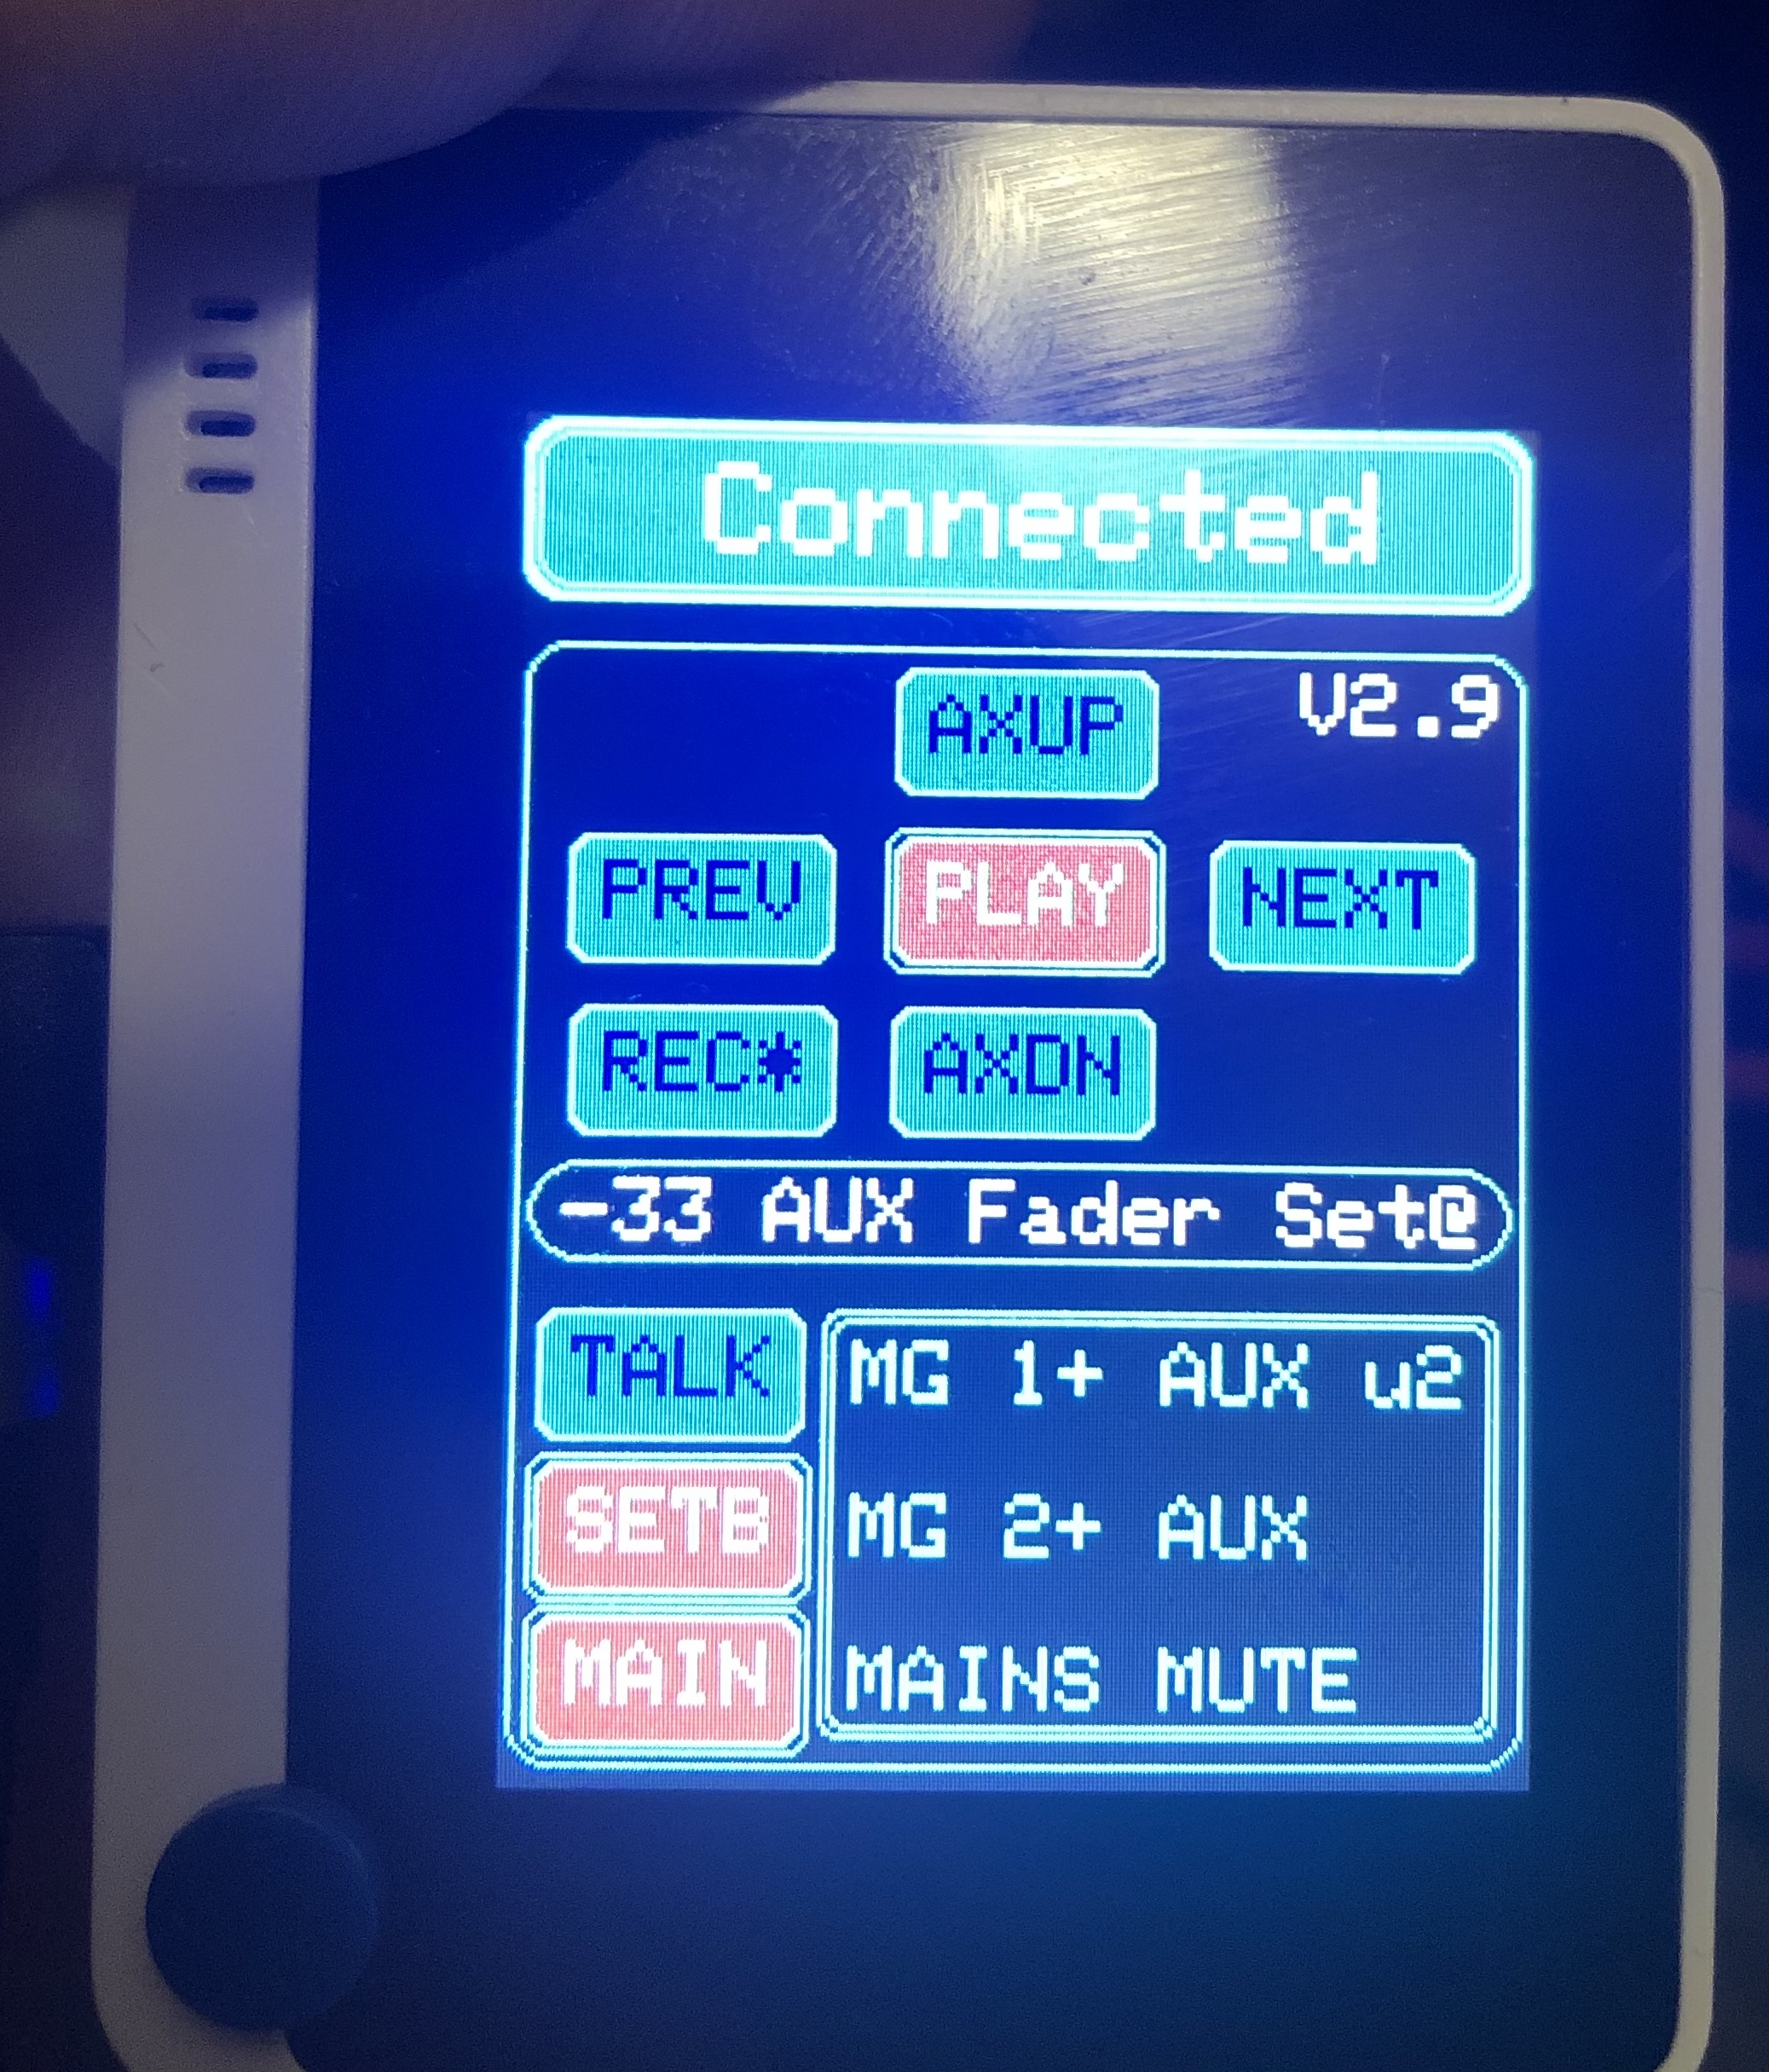 Connected
AXUP V2.9
PREV PLAY NEXT
REC* AXDN
-33 AUX Fader Set@
TALK MG 1+ AUX u2
SETB MG 2+ AUX
MAIN MAINS MUTE